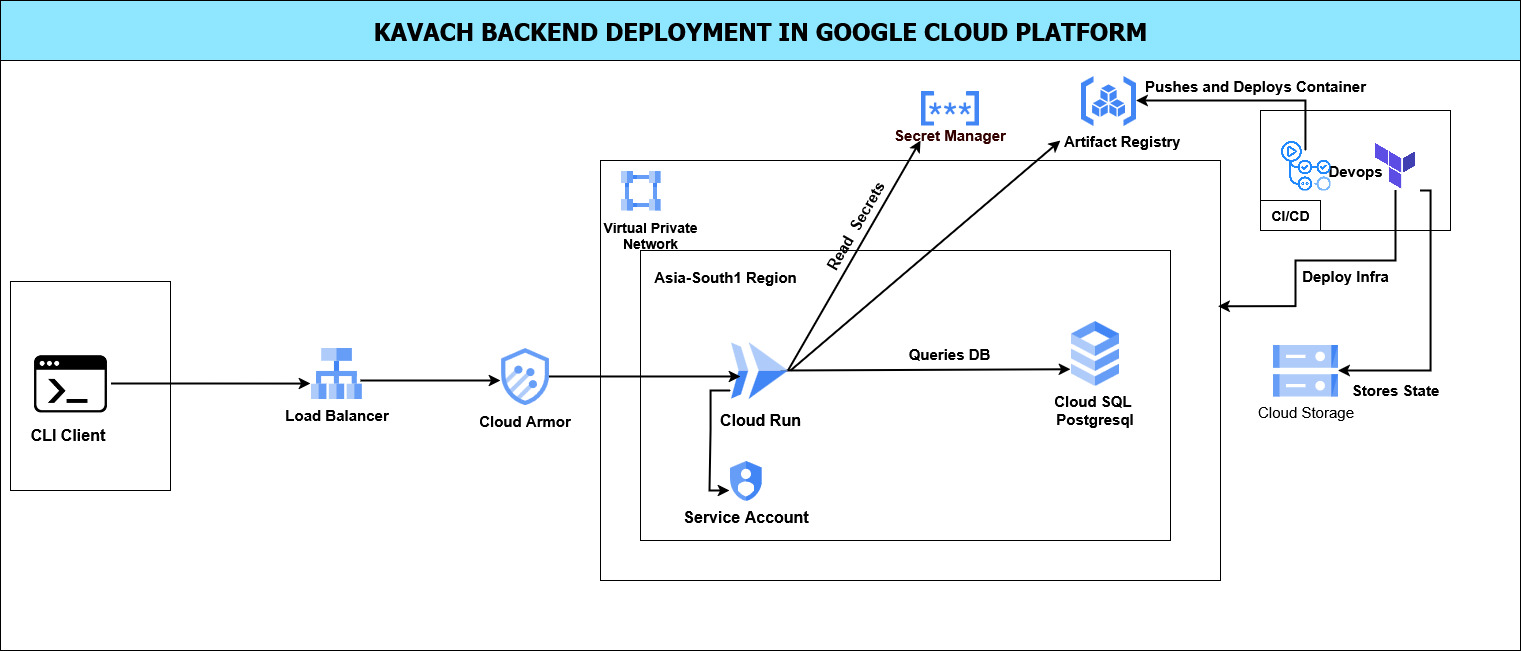 KAVACH BACKEND DEPLOYMENT IN GOOGLE CLOUD PLATFORM
Pushes and Deploys Container
[***]
Secret Manager
Artifact Registry
Devops
CI/CD
Read Secrets
Virtual Private
Network
Asia-South1 Region
Deploy Infra
Queries DB
Stores State
Cloud Storage
Cloud SQL
Postgresql
Load Balancer
Cloud Armor
Cloud Run
CLI Client
Service Account